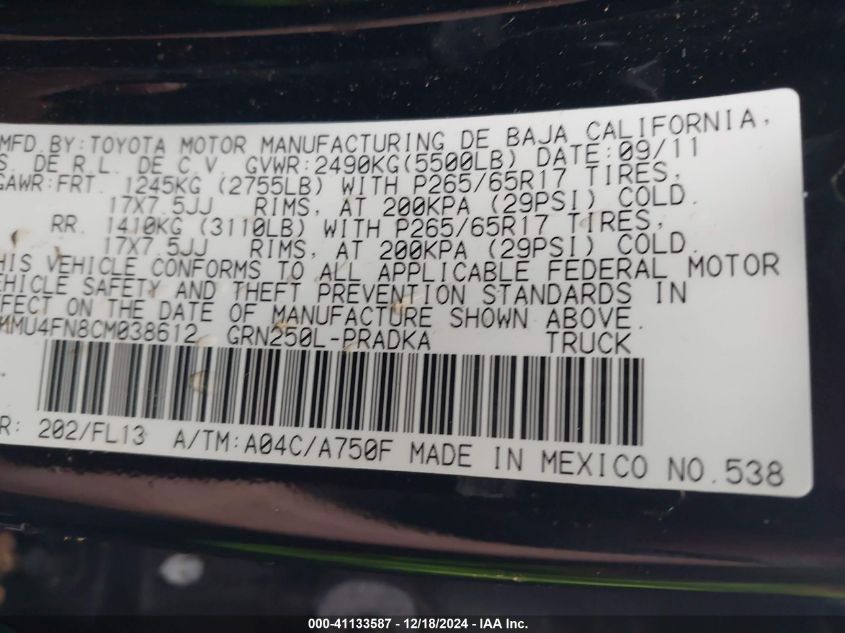 MFD BY:TOYOTA MOTOR MANUFACTURING DE BAJA CALIFORNIA,
S. DE R.L. DE C.V. GVWR:2490KG(5500LB) DATE:09/11
GAWR:FRT. 1245KG (2755LB) WITH P265/65R17 TIRES,
17X7.5JJ RIMS, AT 200KPA (29PSI) COLD.
RR. 1410KG (3110LB) WITH P265/65R17 TIRES,
17X7.5JJ RIMS, AT 200KPA (29PSI) COLD.
HIS VEHICLE CONFORMS TO ALL APPLICABLE FEDERAL MOTOR
EHICLE SAFETY AND THEFT PREVENTION STANDARDS IN
FFECT ON THE DATE OF MANUFACTURE SHOWN ABOVE.
MMU4FN8CM038612 GRN250L-PRADKA TRUCK
R: 202/FL13 A/TM:A04C/A750F MADE IN MEXICO NO.538
000-41133587 - 12/18/2024 - IAA Inc.